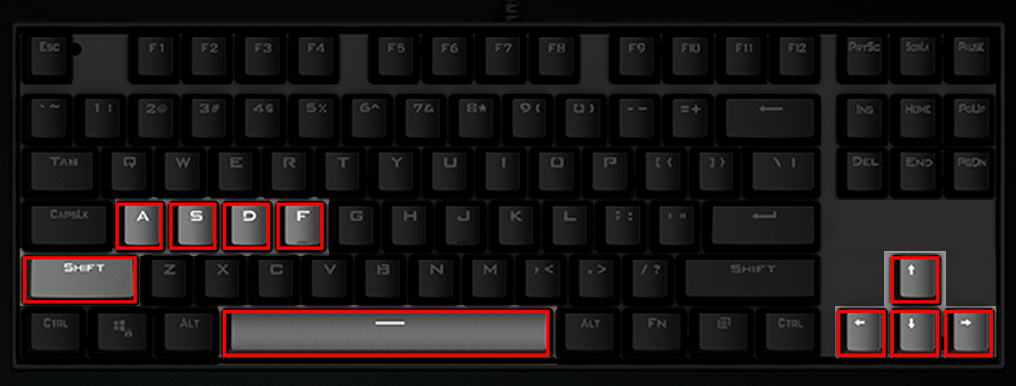 Esc F1 F2 F3 F4 F5 F6 F7 F8 F9 F10 F11 F12 PrtSc ScrLk Pause
` ~ 1 ! 2@ 3# 4$ 5% 6^ 7& 8* 9( 0) - - =+ ← Ins Home PgUp
Tab Q W E R T Y U I O P [{ ]} \ | Del End PgDn
CapsLk A S D F G H J K L ; : ' "
Shift Z X C V B N M , < . > / ? Shift ↑
Ctrl Alt Alt Fn Ctrl ← ↓ →